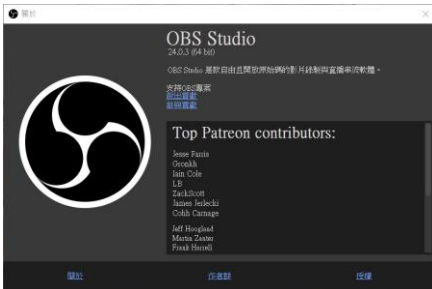 關於
OBS Studio
24.0.3 (64 bit)
OBS Studio 是款自由且開放原始碼的影片錄製與直播串流軟體。
支持OBS專案
Top Patreon contributors:
Jesse Farris
Gronkh
Iain Cole
LB
ZackScott
James Jerlecki
Cohh Carnage
Jeff Hoogland
Martin Zenter
Frank Harrell
關於
作者群
授權